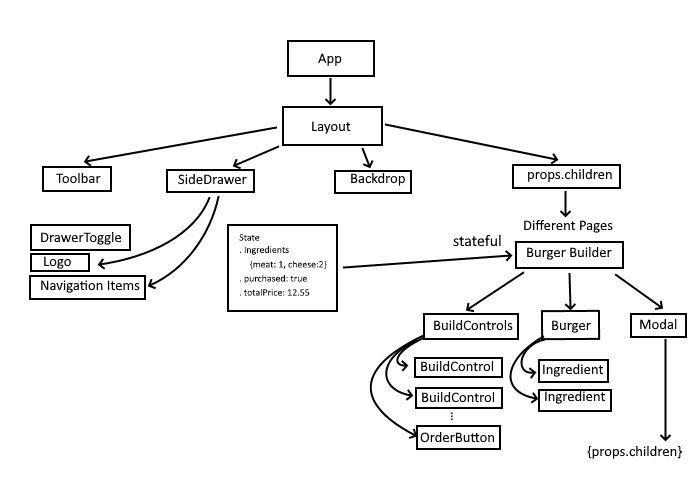 App
Layout
Toolbar
SideDrawer
Backdrop
props.children
DrawerToggle
Logo
Navigation Items
State
. Ingredients
{meat: 1, cheese:2}
. purchased: true
. totalPrice: 12.55
stateful
Different Pages
Burger Builder
BuildControls
Burger
Modal
BuildControl
BuildControl
...
OrderButton
Ingredient
Ingredient
{props.children}